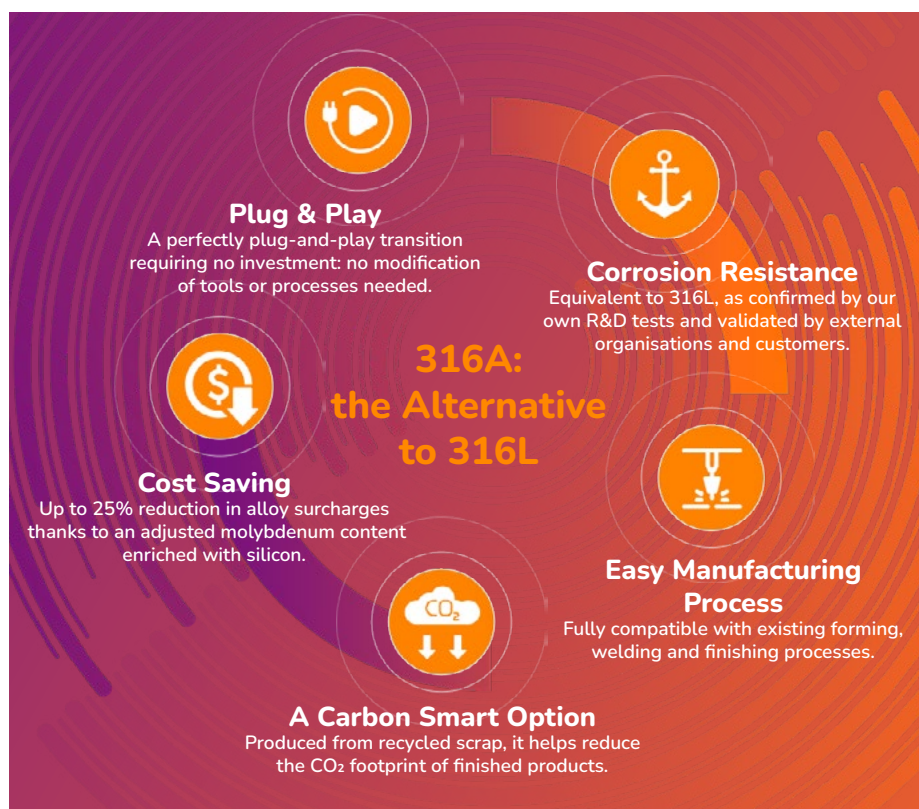 Plug & Play
A perfectly plug-and-play transition
requiring no investment: no modification
of tools or processes needed.
Corrosion Resistance
Equivalent to 316L, as confirmed by our
own R&D tests and validated by external
organisations and customers.
316A:
the Alternative
to 316L
$
Cost Saving
Up to 25% reduction in alloy surcharges
thanks to an adjusted molybdenum content
enriched with silicon.
Easy Manufacturing
Process
Fully compatible with existing forming,
welding and finishing processes.
CO₂
A Carbon Smart Option
Produced from recycled scrap, it helps reduce
the CO₂ footprint of finished products.